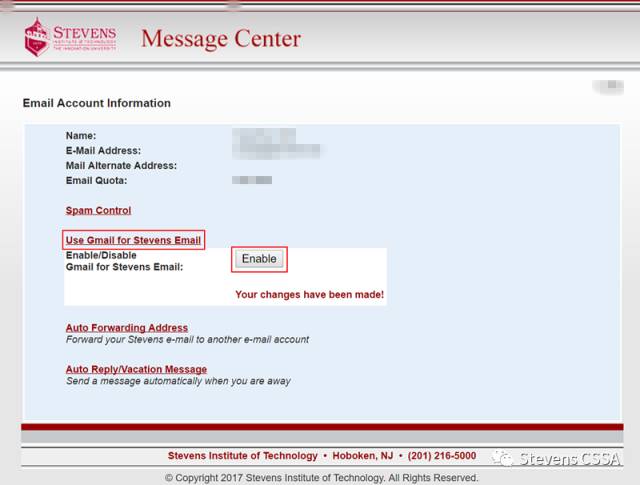 STEVENS
INSTITUTE of TECHNOLOGY
THE INNOVATION UNIVERSITY
Message Center
Email Account Information
Name:
E-Mail Address:
Mail Alternate Address:
Email Quota:
Spam Control
Use Gmail for Stevens Email
Enable/Disable
Gmail for Stevens Email:
Enable
Your changes have been made!
Auto Forwarding Address
Forward your Stevens e-mail to another e-mail account
Auto Reply/Vacation Message
Send a message automatically when you are away
Stevens Institute of Technology • Hoboken, NJ • (201) 216-5000
Stevens CSSA
© Copyright 2017 Stevens Institute of Technology. All Rights Reserved.